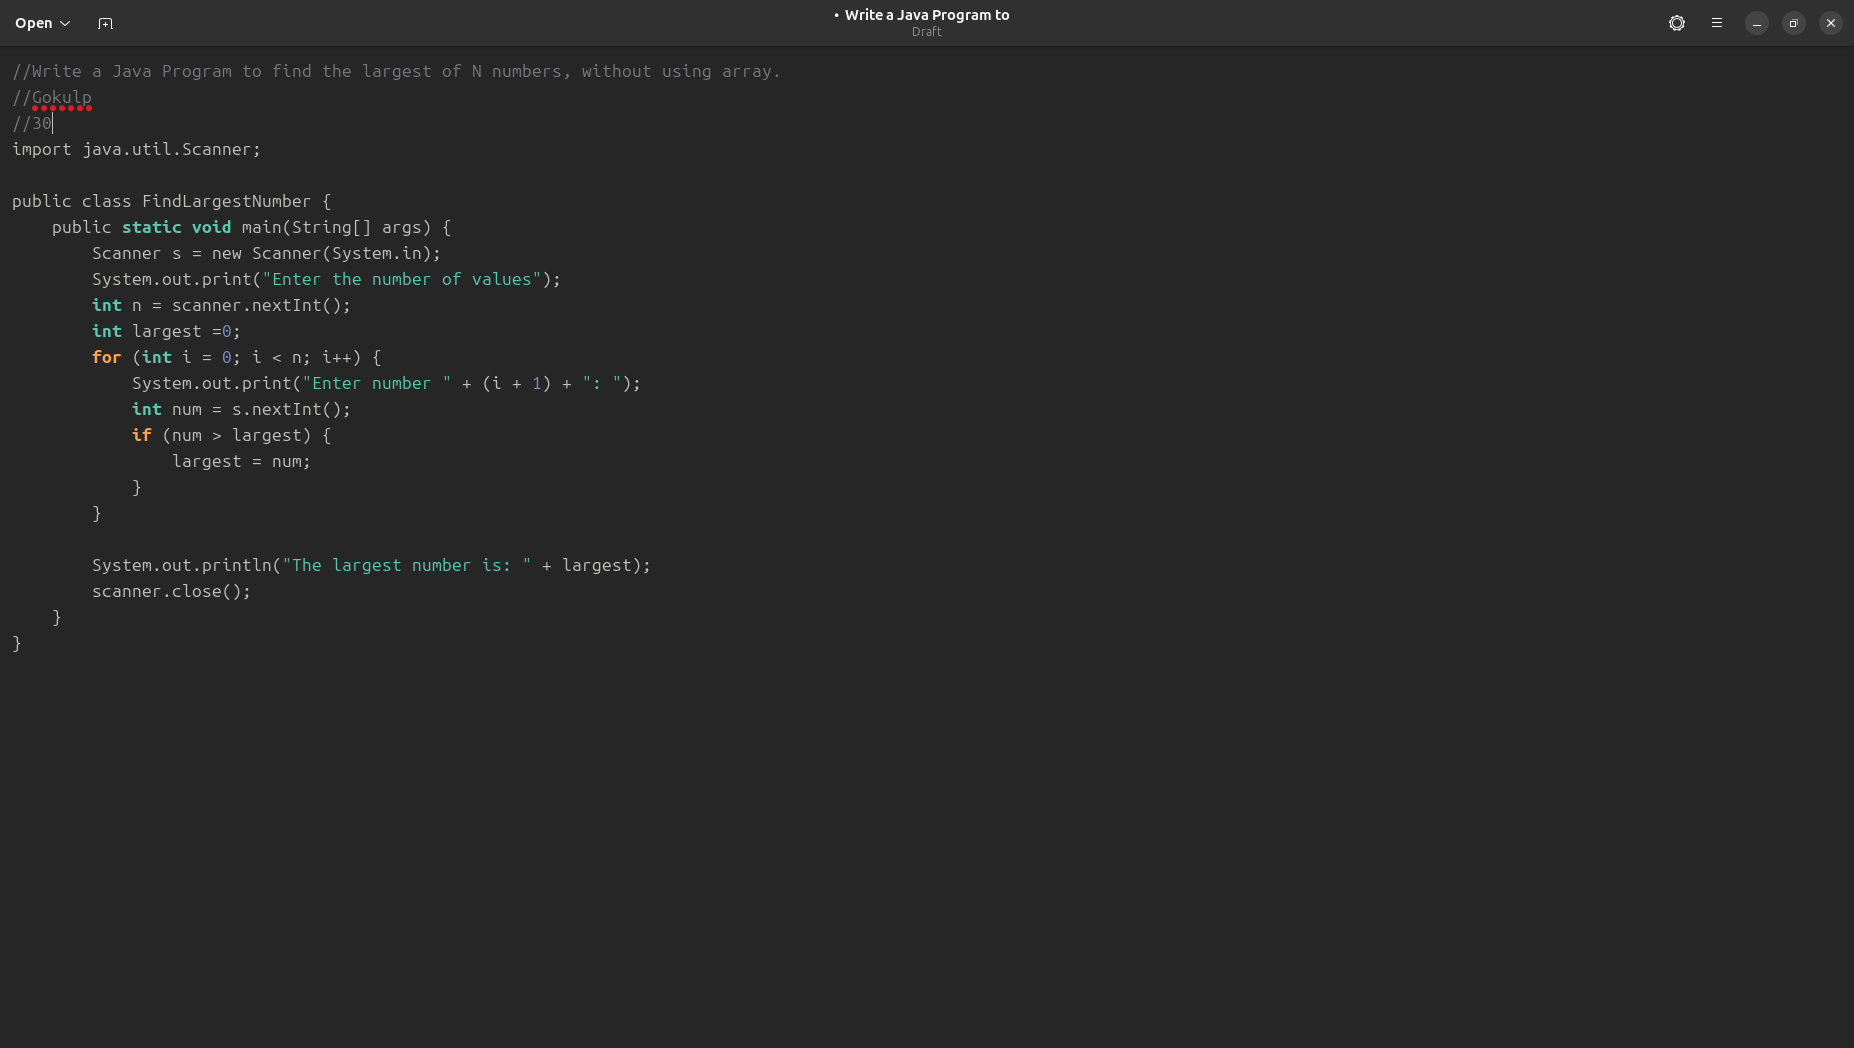 Open
• Write a Java Program to
Draft
//Write a Java Program to find the largest of N numbers, without using array.
//Gokulp
//30
import java.util.Scanner;

public class FindLargestNumber {
    public static void main(String[] args) {
        Scanner s = new Scanner(System.in);
        System.out.print("Enter the number of values");
        int n = scanner.nextInt();
        int largest =0;
        for (int i = 0; i < n; i++) {
            System.out.print("Enter number " + (i + 1) + ": ");
            int num = s.nextInt();
            if (num > largest) {
                largest = num;
            }
        }

        System.out.println("The largest number is: " + largest);
        scanner.close();
    }
}